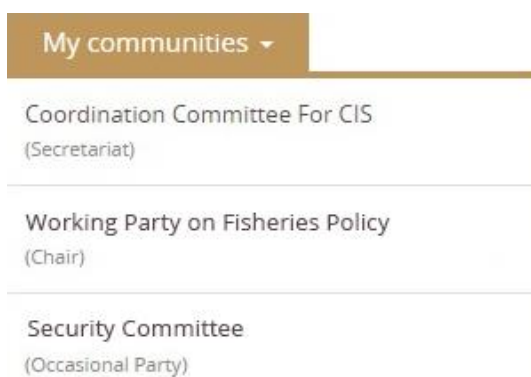 My communities
Coordination Committee For CIS
(Secretariat)
Working Party on Fisheries Policy
(Chair)
Security Committee
(Occasional Party)